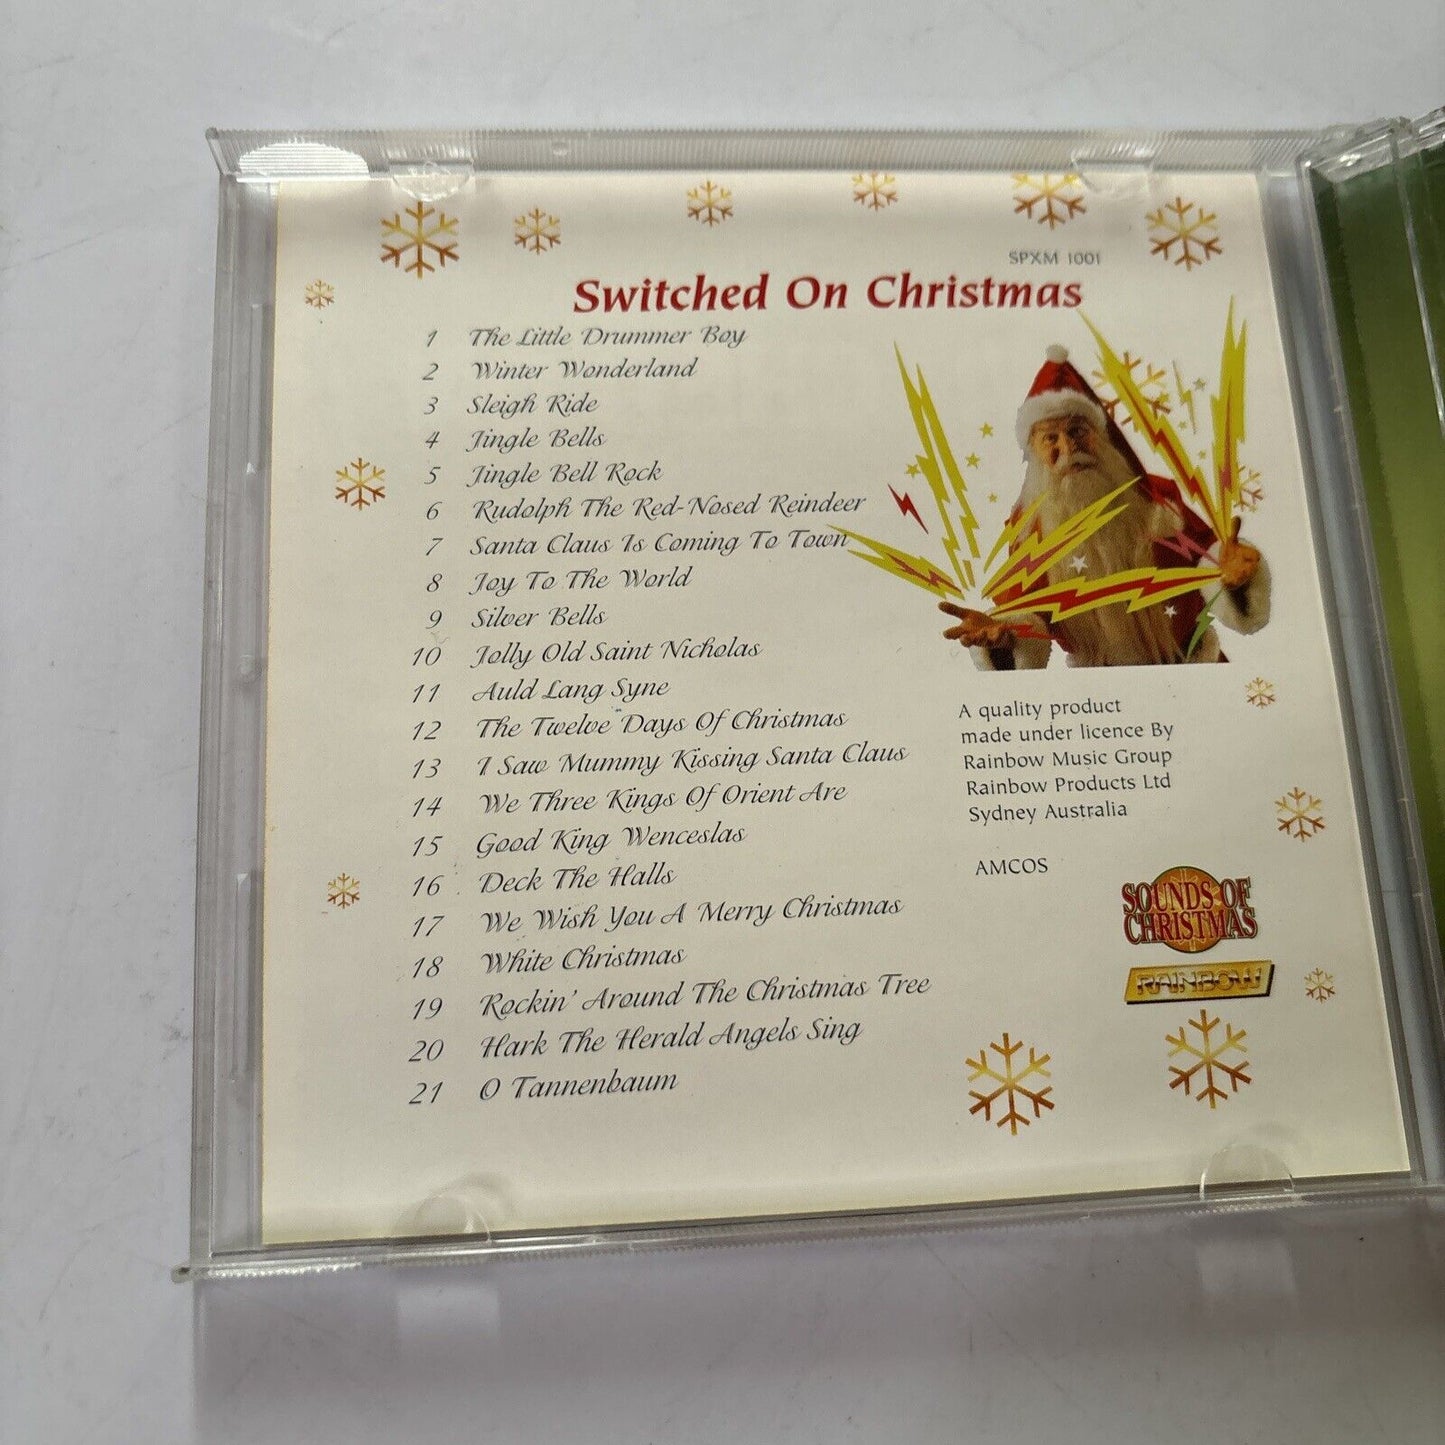 SPXM 1001
Switched On Christmas
1 The Little Drummer Boy
2 Winter Wonderland
3 Sleigh Ride
4 Jingle Bells
5 Jingle Bell Rock
6 Rudolph The Red-Nosed Reindeer
7 Santa Claus Is Coming To Town
8 Joy To The World
9 Silver Bells
10 Jolly Old Saint Nicholas
11 Auld Lang Syne
12 The Twelve Days Of Christmas
13 I Saw Mummy Kissing Santa Claus
14 We Three Kings Of Orient Are
15 Good King Wenceslas
16 Deck The Halls
17 We Wish You A Merry Christmas
18 White Christmas
19 Rockin' Around The Christmas Tree
20 Hark The Herald Angels Sing
21 O Tannenbaum
A quality product
made under licence By
Rainbow Music Group
Rainbow Products Ltd
Sydney Australia
AMCOS
SOUNDS OF
CHRISTMAS
RAINBOW